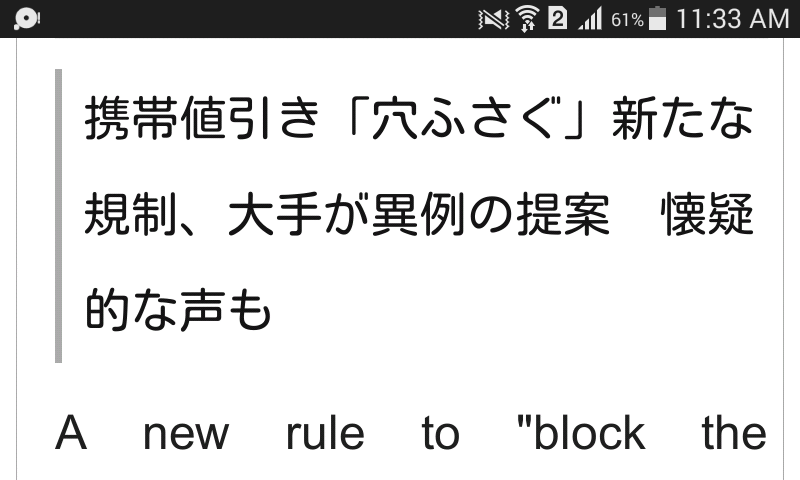 2 61% 11:33 AM
携帯値引き「穴ふさぐ」新たな
規制、大手が異例の提案　懐疑
的な声も
A new rule to "block the